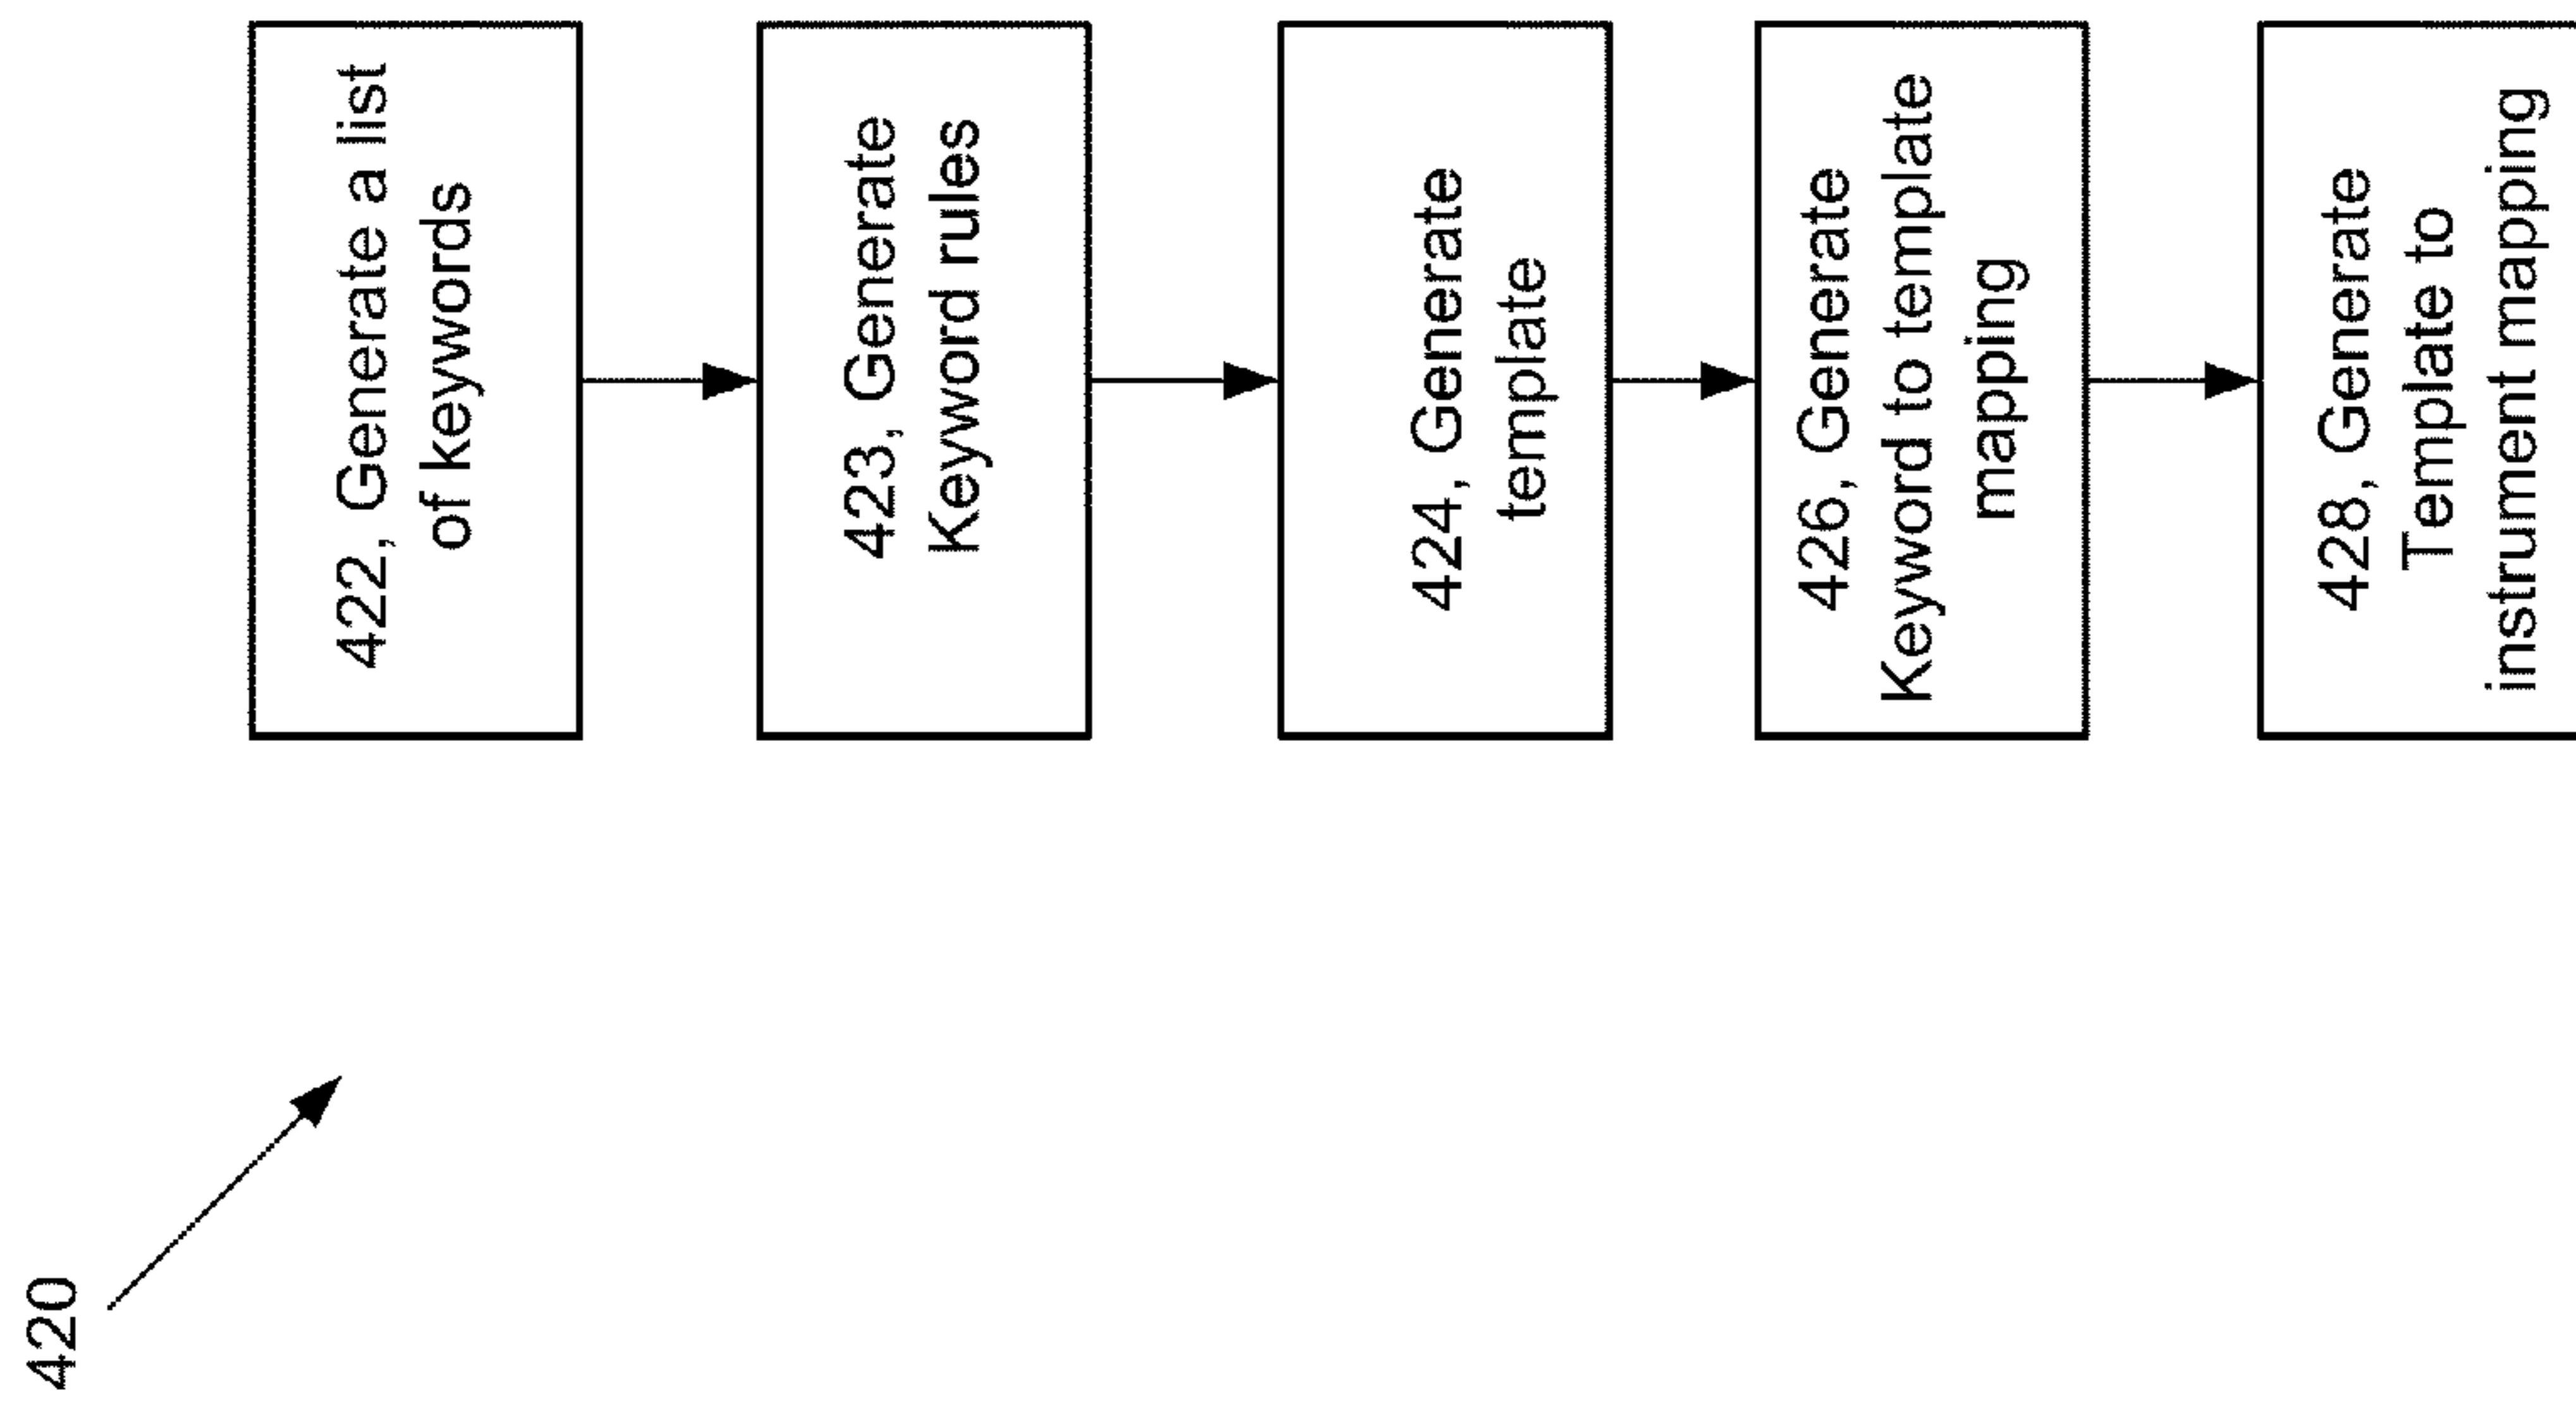 420
422, Generate a list
of keywords
423, Generate
Keyword rules
424, Generate
template
426, Generate
Keyword to template
mapping
428, Generate
Template to
instrument mapping